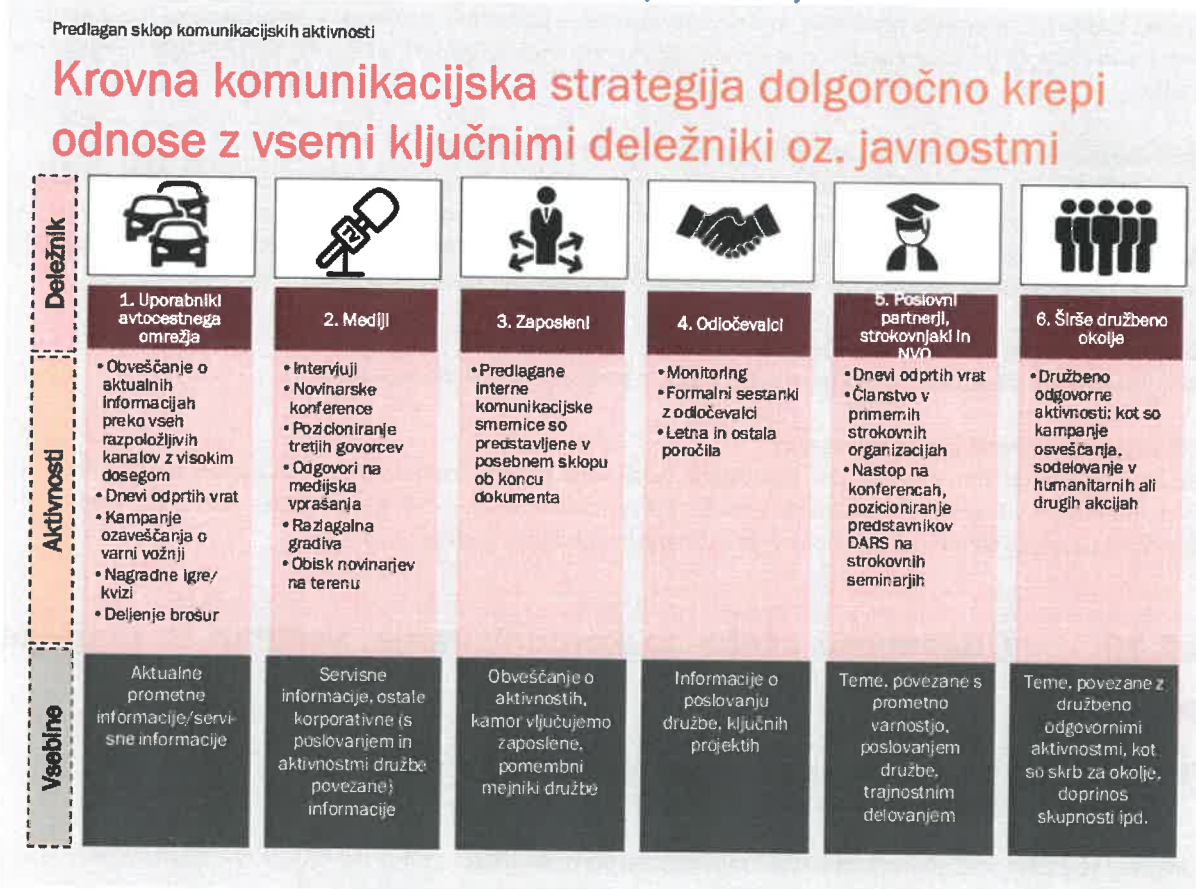 Predlagan sklop komunikacijskih aktivnosti
Krovna komunikacijska strategija dolgoročno krepi
odnose z vsemi ključnimi deležniki oz. javnostmi
Deležnik
1. Uporabniki
avtocestnega
omrežja
2. Mediji
3. Zaposleni
4. Odločevalci
5. Poslovni
partnerji,
strokovnjaki in
NVO
6. Širše družbeno
okolje
Aktivnosti
• Obveščanje o
aktualnih
informacijah
preko vseh
razpoložljivih
kanalov z visokim
dosegom
• Dnevi odprtih vrat
• Kampanje
ozaveščanja o
varni vožnji
• Nagradne igre/
kvizi
• Deljenje brošur
• Intervjuji
• Novinarske
konference
• Pozicioniranje
tretjih govorcev
• Odgovori na
medijska
vprašanja
• Razlagalna
gradiva
• Obisk novinarjev
na terenu
• Predlagane
interne
komunikacijske
smernice so
predstavljene v
posebnem sklopu
ob koncu
dokumenta
• Monitoring
• Formalni sestanki
z odločevalci
• Letna in ostala
poročila
• Dnevi odprtih vrat
• Članstvo v
primernih
strokovnih
organizacijah
• Nastop na
konferencah,
pozicioniranje
predstavnikov
DARS na
strokovnih
seminarjih
• Družbeno
odgovorne
aktivnosti; kot so
kampanje
osveščanja,
sodelovanje v
humanitarnih ali
drugih akcijah
Vsebine
Aktualne
prometne
informacije/servi-
sne informacije
Servisne
informacije, ostale
korporativne (s
poslovanjem in
aktivnostmi družbe
povezane)
informacije
Obveščanje o
aktivnostih,
kamor vljučujemo
zaposlene,
pomembni
mejniki družbe
Informacije o
poslovanju
družbe, ključnih
projektih
Teme, povezane s
prometno
varnostjo,
poslovanjem
družbe,
trajnostnim
delovanjem
Teme, povezane z
družbeno
odgovornimi
aktivnostmi, kot
so skrb za okolje,
doprinos
skupnosti ipd.